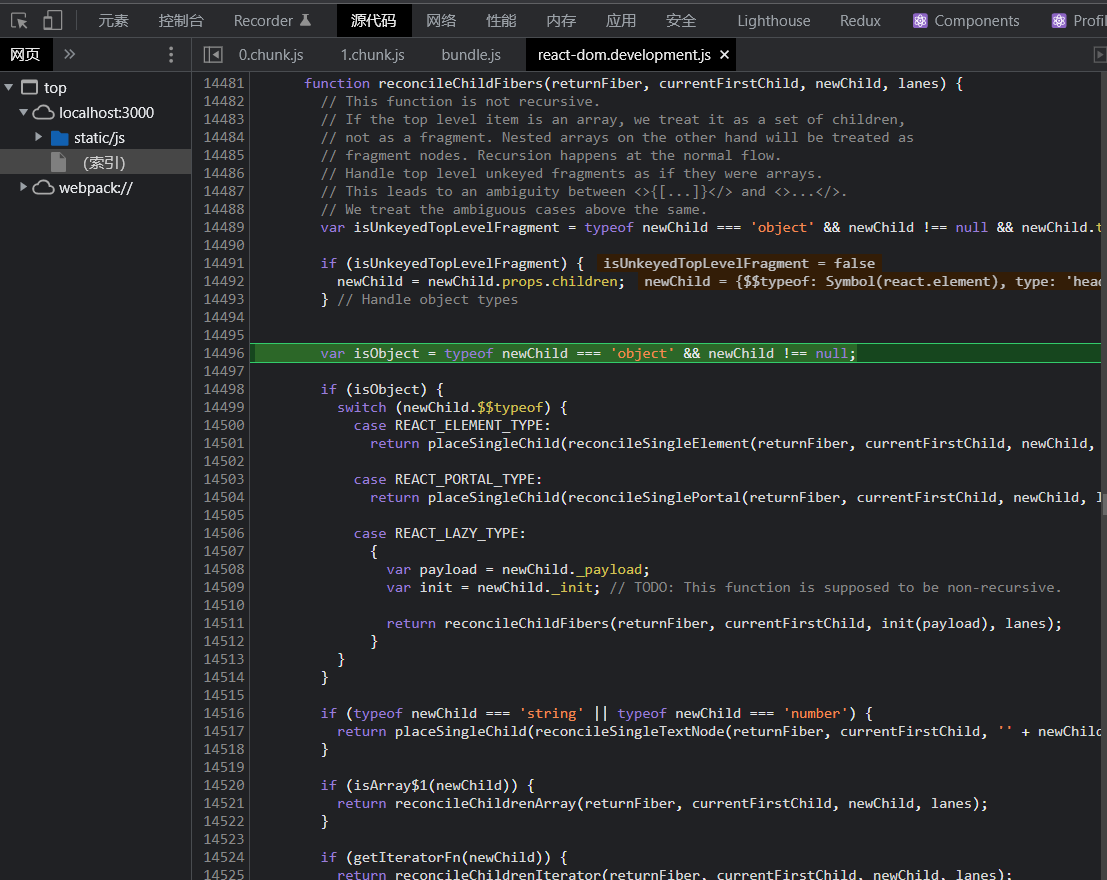 元素 控制台 Recorder 源代码 网络 性能 内存 应用 安全 Lighthouse Redux Components Profil
网页 » 0.chunk.js 1.chunk.js bundle.js react-dom.development.js ×
top
localhost:3000
static/js
(索引)
webpack://
14481 function reconcileChildFibers(returnFiber, currentFirstChild, newChild, lanes) {
14482 // This function is not recursive.
14483 // If the top level item is an array, we treat it as a set of children,
14484 // not as a fragment. Nested arrays on the other hand will be treated as
14485 // fragment nodes. Recursion happens at the normal flow.
14486 // Handle top level unkeyed fragments as if they were arrays.
14487 // This leads to an ambiguity between <>{[...]}</> and <>...</>.
14488 // We treat the ambiguous cases above the same.
14489 var isUnkeyedTopLevelFragment = typeof newChild === 'object' && newChild !== null && newChild.t
14490
14491 if (isUnkeyedTopLevelFragment) { isUnkeyedTopLevelFragment = false
14492 newChild = newChild.props.children; newChild = {$$typeof: Symbol(react.element), type: 'head
14493 } // Handle object types
14494
14495
14496 var isObject = typeof newChild === 'object' && newChild !== null;
14497
14498 if (isObject) {
14499 switch (newChild.$$typeof) {
14500 case REACT_ELEMENT_TYPE:
14501 return placeSingleChild(reconcileSingleElement(returnFiber, currentFirstChild, newChild,
14502
14503 case REACT_PORTAL_TYPE:
14504 return placeSingleChild(reconcileSinglePortal(returnFiber, currentFirstChild, newChild, l
14505
14506 case REACT_LAZY_TYPE:
14507 {
14508 var payload = newChild._payload;
14509 var init = newChild._init; // TODO: This function is supposed to be non-recursive.
14510
14511 return reconcileChildFibers(returnFiber, currentFirstChild, init(payload), lanes);
14512 }
14513 }
14514 }
14515
14516 if (typeof newChild === 'string' || typeof newChild === 'number') {
14517 return placeSingleChild(reconcileSingleTextNode(returnFiber, currentFirstChild, '' + newChild
14518 }
14519
14520 if (isArray$1(newChild)) {
14521 return reconcileChildrenArray(returnFiber, currentFirstChild, newChild, lanes);
14522 }
14523
14524 if (getIteratorFn(newChild)) {
14525 return reconcileChildrenIterator(returnFiber, currentFirstChild, newChild, lanes);